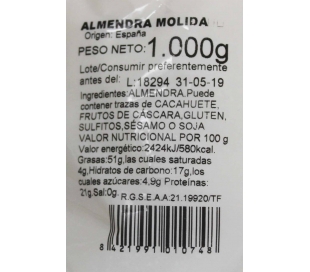 ALMENDRA MOLIDA
Origen: España
PESO NETO: 1.000g
Lote/Consumir preferentemente
antes del: L:18294 31-05-19
Ingredientes:ALMENDRA.Puede
contener trazas de CACAHUETE,
FRUTOS DE CÁSCARA,GLUTEN,
SULFITOS,SÉSAMO O SOJA
VALOR NUTRICIONAL POR 100 g
Valor energético:2424kJ/580kcal.
Grasas:51g,las cuales saturadas
4g,Hidratos de carbono:17g,los
cuales azúcares:4,9g Proteínas:
21g,Sal:0g.
R.G.S.E.A.A:21.19920/TF
8 421991 010748